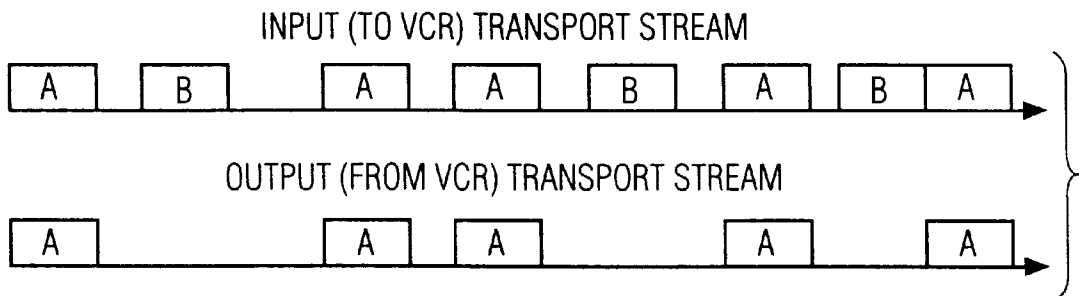 INPUT (TO VCR) TRANSPORT STREAM
A B A A B A B A
OUTPUT (FROM VCR) TRANSPORT STREAM
A A A A A